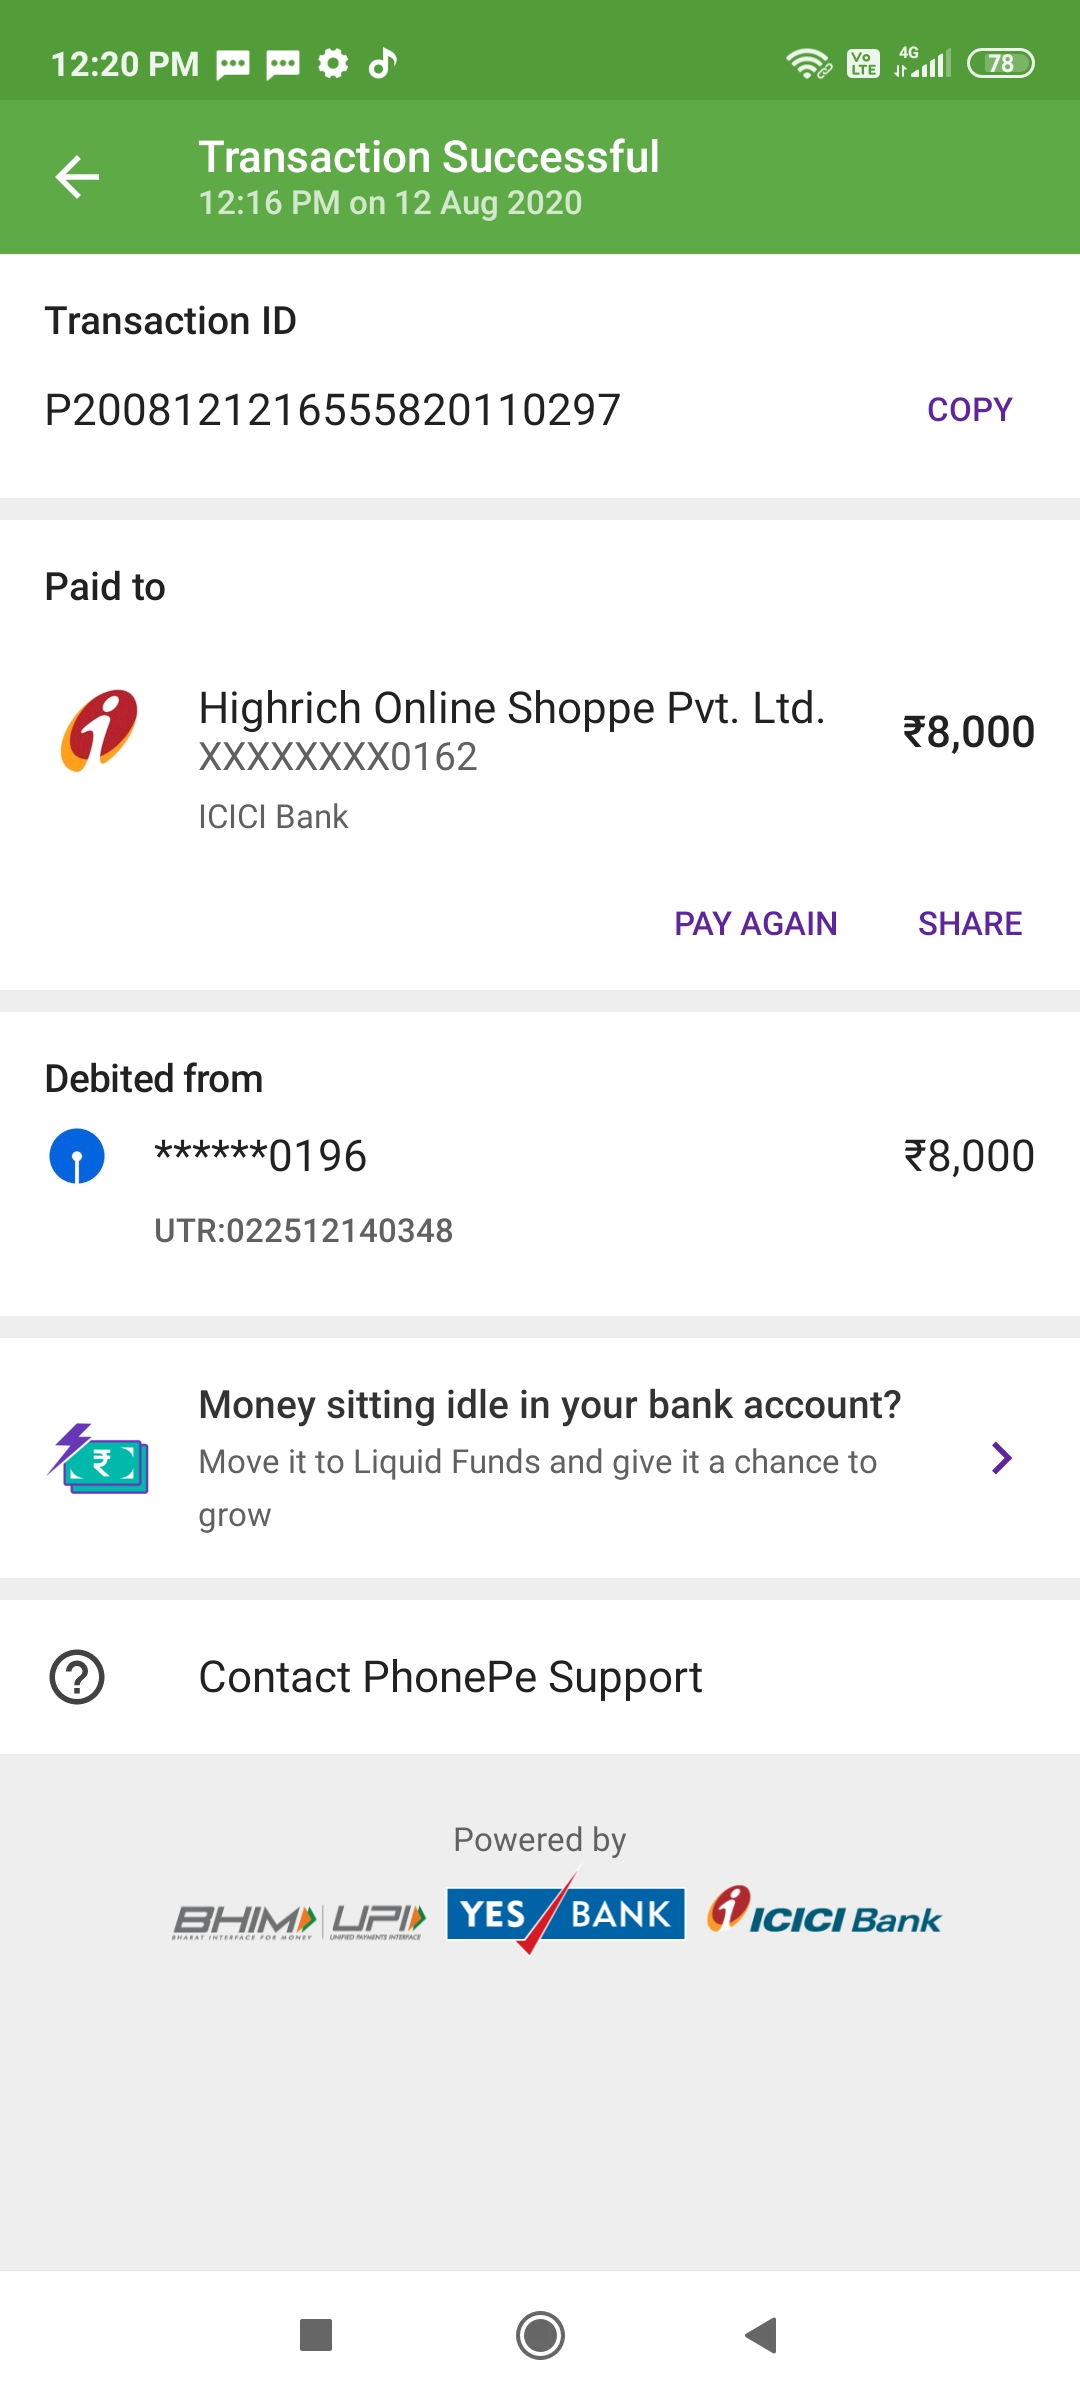 12:20 PM
Vo LTE 4G 78
Transaction Successful
12:16 PM on 12 Aug 2020
Transaction ID
P2008121216555820110297 COPY
Paid to
Highrich Online Shoppe Pvt. Ltd. ₹8,000
XXXXXXXX0162
ICICI Bank
PAY AGAIN SHARE
Debited from
******0196 ₹8,000
UTR:022512140348
Money sitting idle in your bank account?
Move it to Liquid Funds and give it a chance to
grow
Contact PhonePe Support
Powered by
BHIM UPI YES BANK ICICI Bank
BHARAT INTERFACE FOR MONEY UNIFIED PAYMENTS INTERFACE